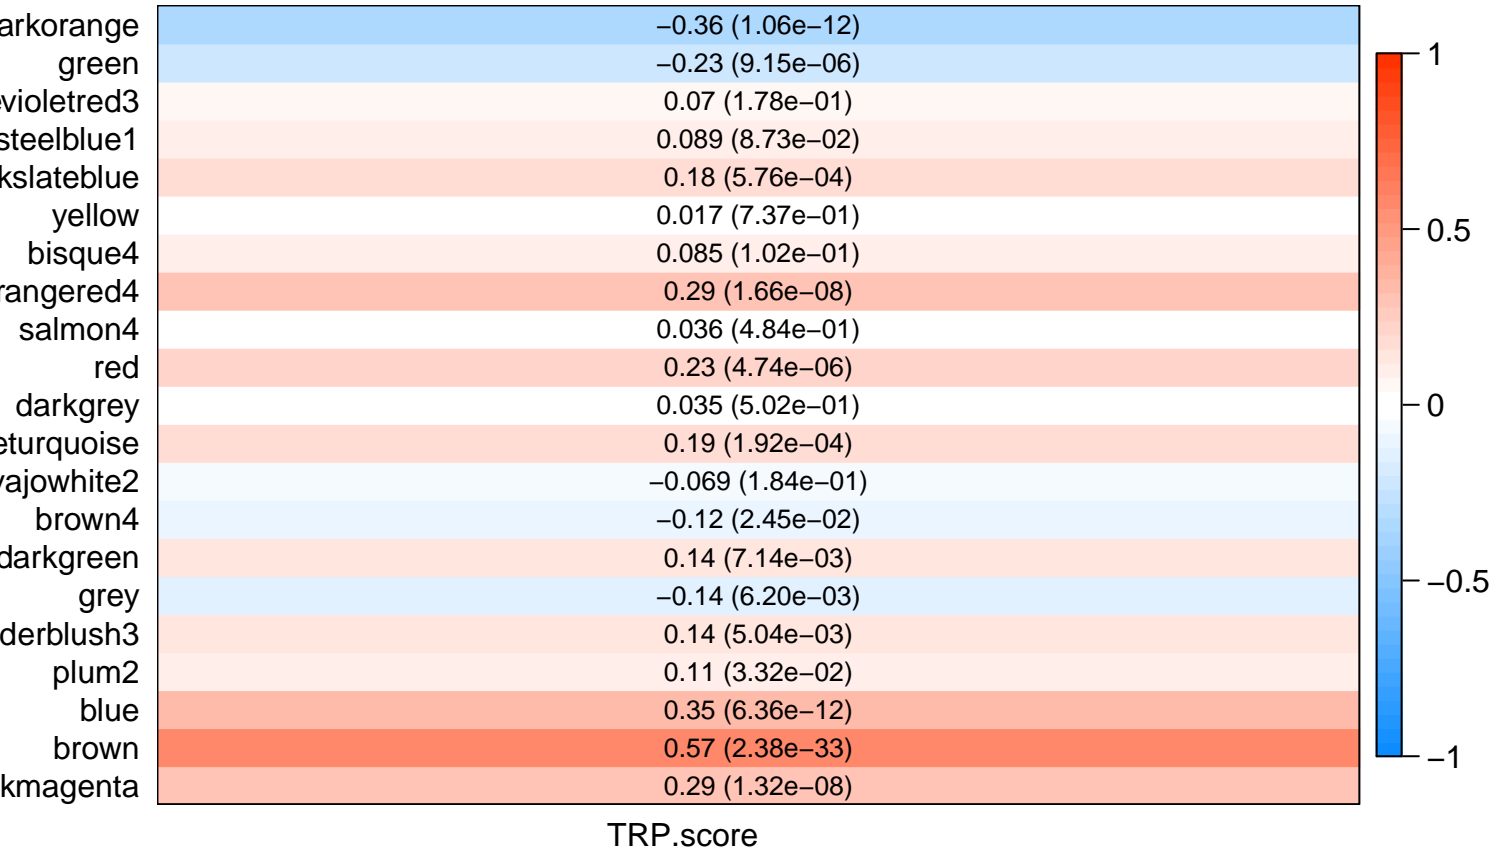 arkorange −0.36 (1.06e−12)
green −0.23 (9.15e−06)
violetred3 0.07 (1.78e−01)
steelblue1 0.089 (8.73e−02)
kslateblue 0.18 (5.76e−04)
yellow 0.017 (7.37e−01)
bisque4 0.085 (1.02e−01)
rangered4 0.29 (1.66e−08)
salmon4 0.036 (4.84e−01)
red 0.23 (4.74e−06)
darkgrey 0.035 (5.02e−01)
eturquoise 0.19 (1.92e−04)
vajowhite2 −0.069 (1.84e−01)
brown4 −0.12 (2.45e−02)
darkgreen 0.14 (7.14e−03)
grey −0.14 (6.20e−03)
derblush3 0.14 (5.04e−03)
plum2 0.11 (3.32e−02)
blue 0.35 (6.36e−12)
brown 0.57 (2.38e−33)
kmagenta 0.29 (1.32e−08)
TRP.score
1
0.5
0
−0.5
−1